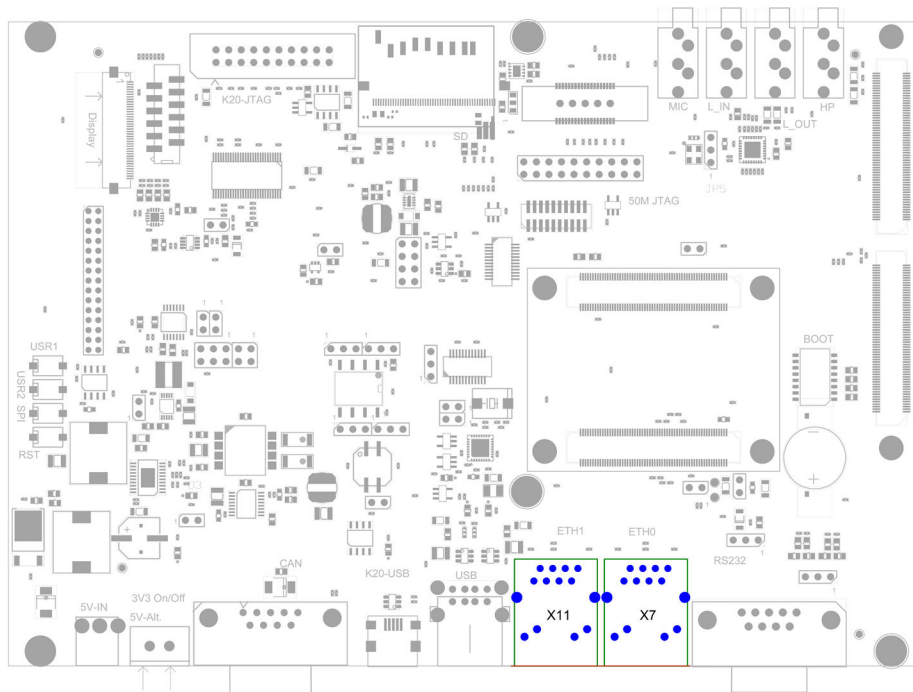 MIC
L_IN
HP
L_OUT
K20-JTAG
Display
SD
JP5
50M JTAG
USR1
USR2
SPI
RST
BOOT
ETH1
ETH0
RS232
CAN
K20-USB
USB
5V-IN
3V3 On/Off
5V-Alt.
X11
X7